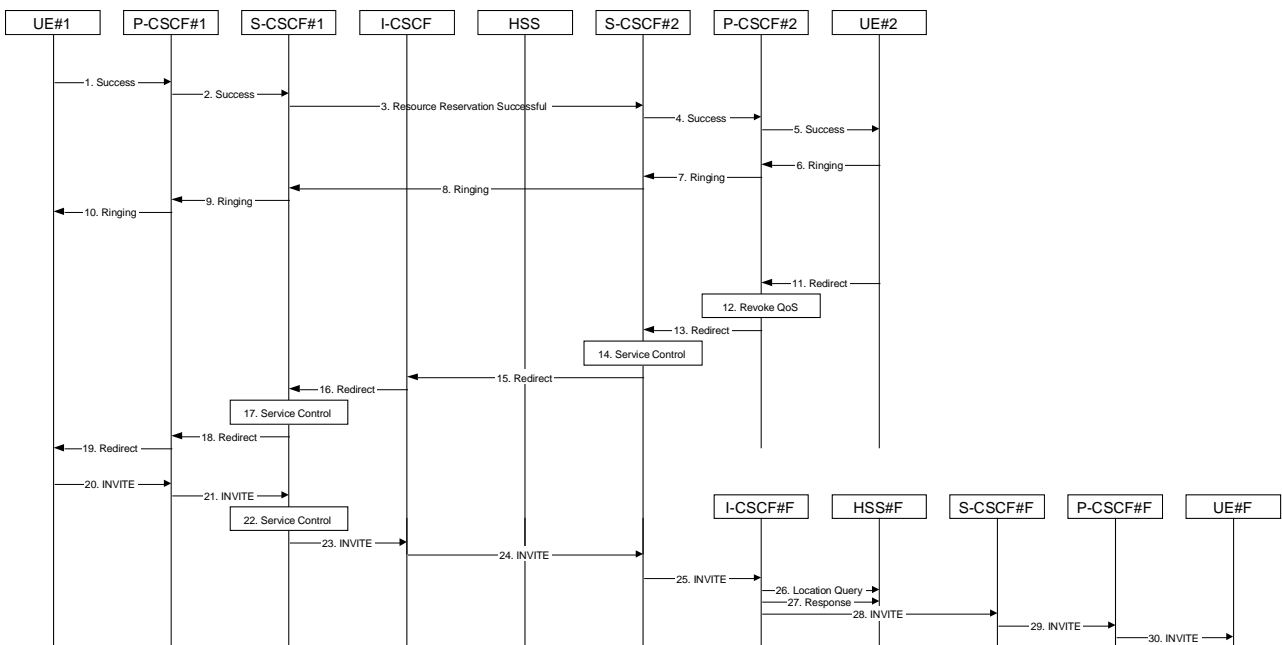 UE#1
P-CSCF#1
S-CSCF#1
I-CSCF
HSS
S-CSCF#2
P-CSCF#2
UE#2
1. Success
2. Success
3. Resource Reservation Successful
4. Success
5. Success
6. Ringing
7. Ringing
8. Ringing
9. Ringing
10. Ringing
11. Redirect
12. Revoke QoS
13. Redirect
14. Service Control
15. Redirect
16. Redirect
17. Service Control
18. Redirect
19. Redirect
20. INVITE
21. INVITE
I-CSCF#F
HSS#F
S-CSCF#F
P-CSCF#F
UE#F
22. Service Control
23. INVITE
24. INVITE
25. INVITE
26. Location Query
27. Response
28. INVITE
29. INVITE
30. INVITE